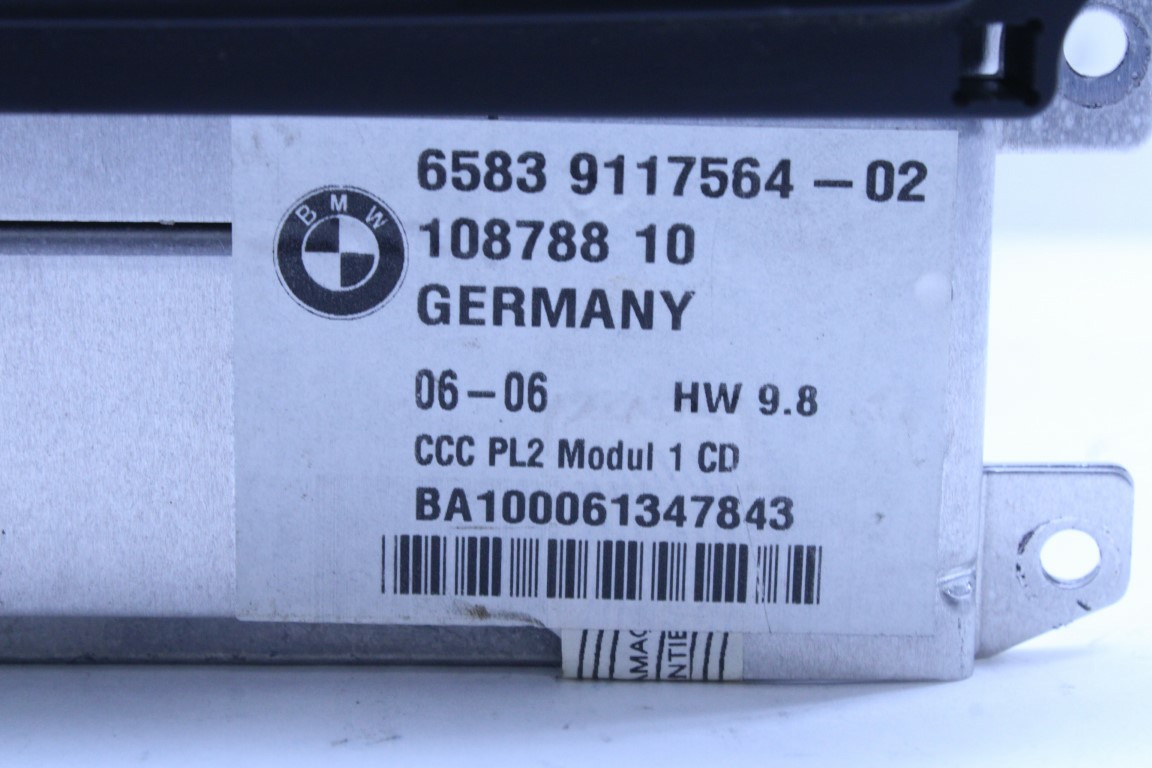 6583 9117564 - 02
BMW
108788 10
GERMANY
06-06 HW 9.8
CCC PL2 Modul 1 CD
BA100061347843